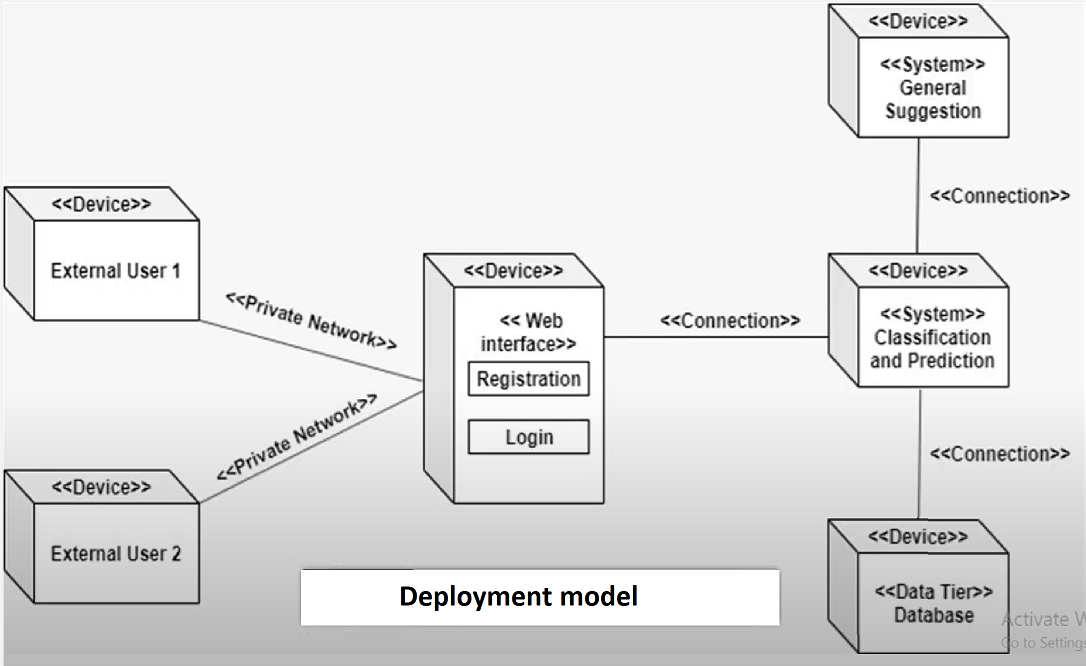 <<Device>>
<<System>>
General
Suggestion
<<Connection>>
<<Device>>
External User 1
<<Private Network>>
<<Device>>
<< Web
interface>>
Registration
Login
<<Connection>>
<<Device>>
<<System>>
Classification
and Prediction
<<Private Network>>
<<Connection>>
<<Device>>
External User 2
<<Device>>
<<Data Tier>>
Database
Deployment model
Activate W
Go to Settings